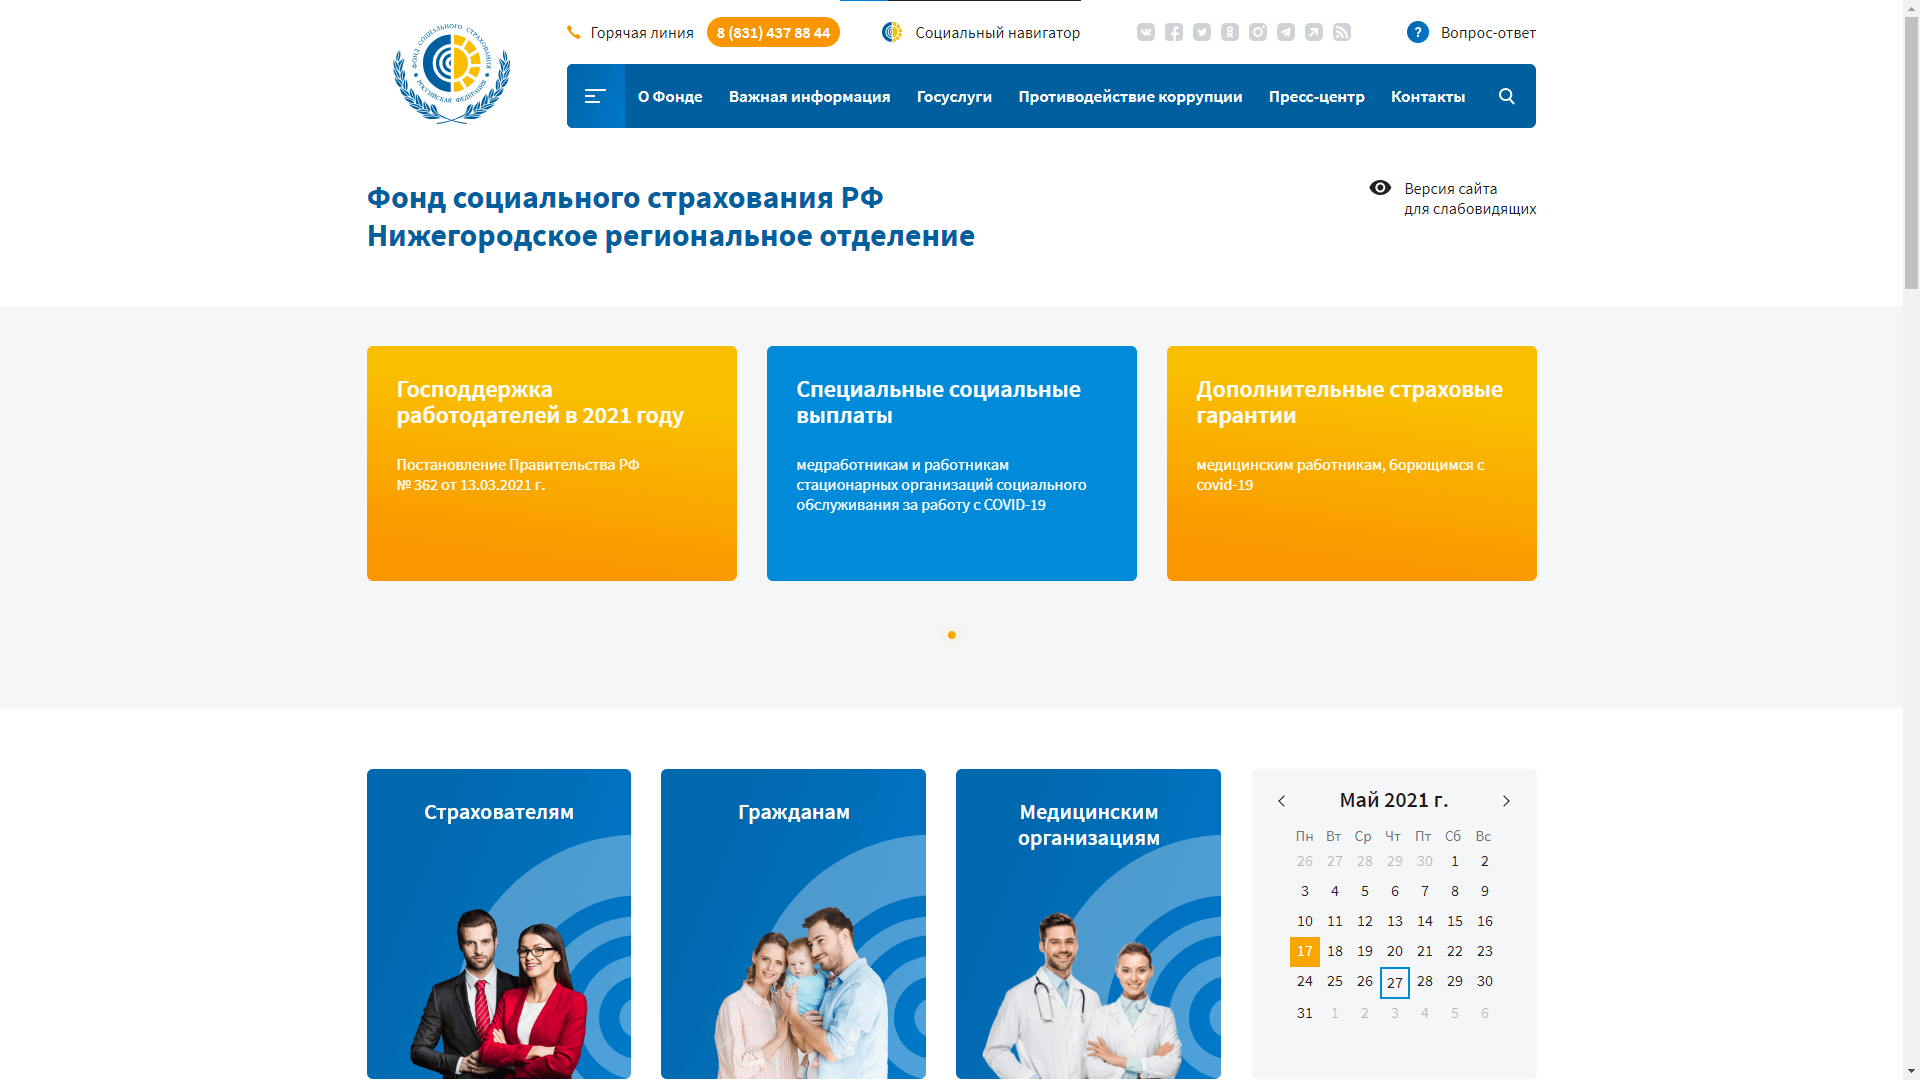 ФОНД СОЦИАЛЬНОГО СТРАХОВАНИЯ
РОССИЙСКАЯ ФЕДЕРАЦИЯ
Горячая линия
8 (831) 437 88 44
Социальный навигатор
Вопрос-ответ
О Фонде
Важная информация
Госуслуги
Противодействие коррупции
Пресс-центр
Контакты
Фонд социального страхования РФ
Нижегородское региональное отделение
Версия сайта
для слабовидящих
Господдержка
работодателей в 2021 году
Постановление Правительства РФ
№ 362 от 13.03.2021 г.
Специальные социальные
выплаты
медработникам и работникам
стационарных организаций социального
обслуживания за работу с COVID-19
Дополнительные страховые
гарантии
медицинским работникам, борющимся с
covid-19
Страхователям
Гражданам
Медицинским
организациям
Май 2021 г.
Пн Вт Ср Чт Пт Сб Вс
26 27 28 29 30 1 2
3 4 5 6 7 8 9
10 11 12 13 14 15 16
17 18 19 20 21 22 23
24 25 26 27 28 29 30
31 1 2 3 4 5 6